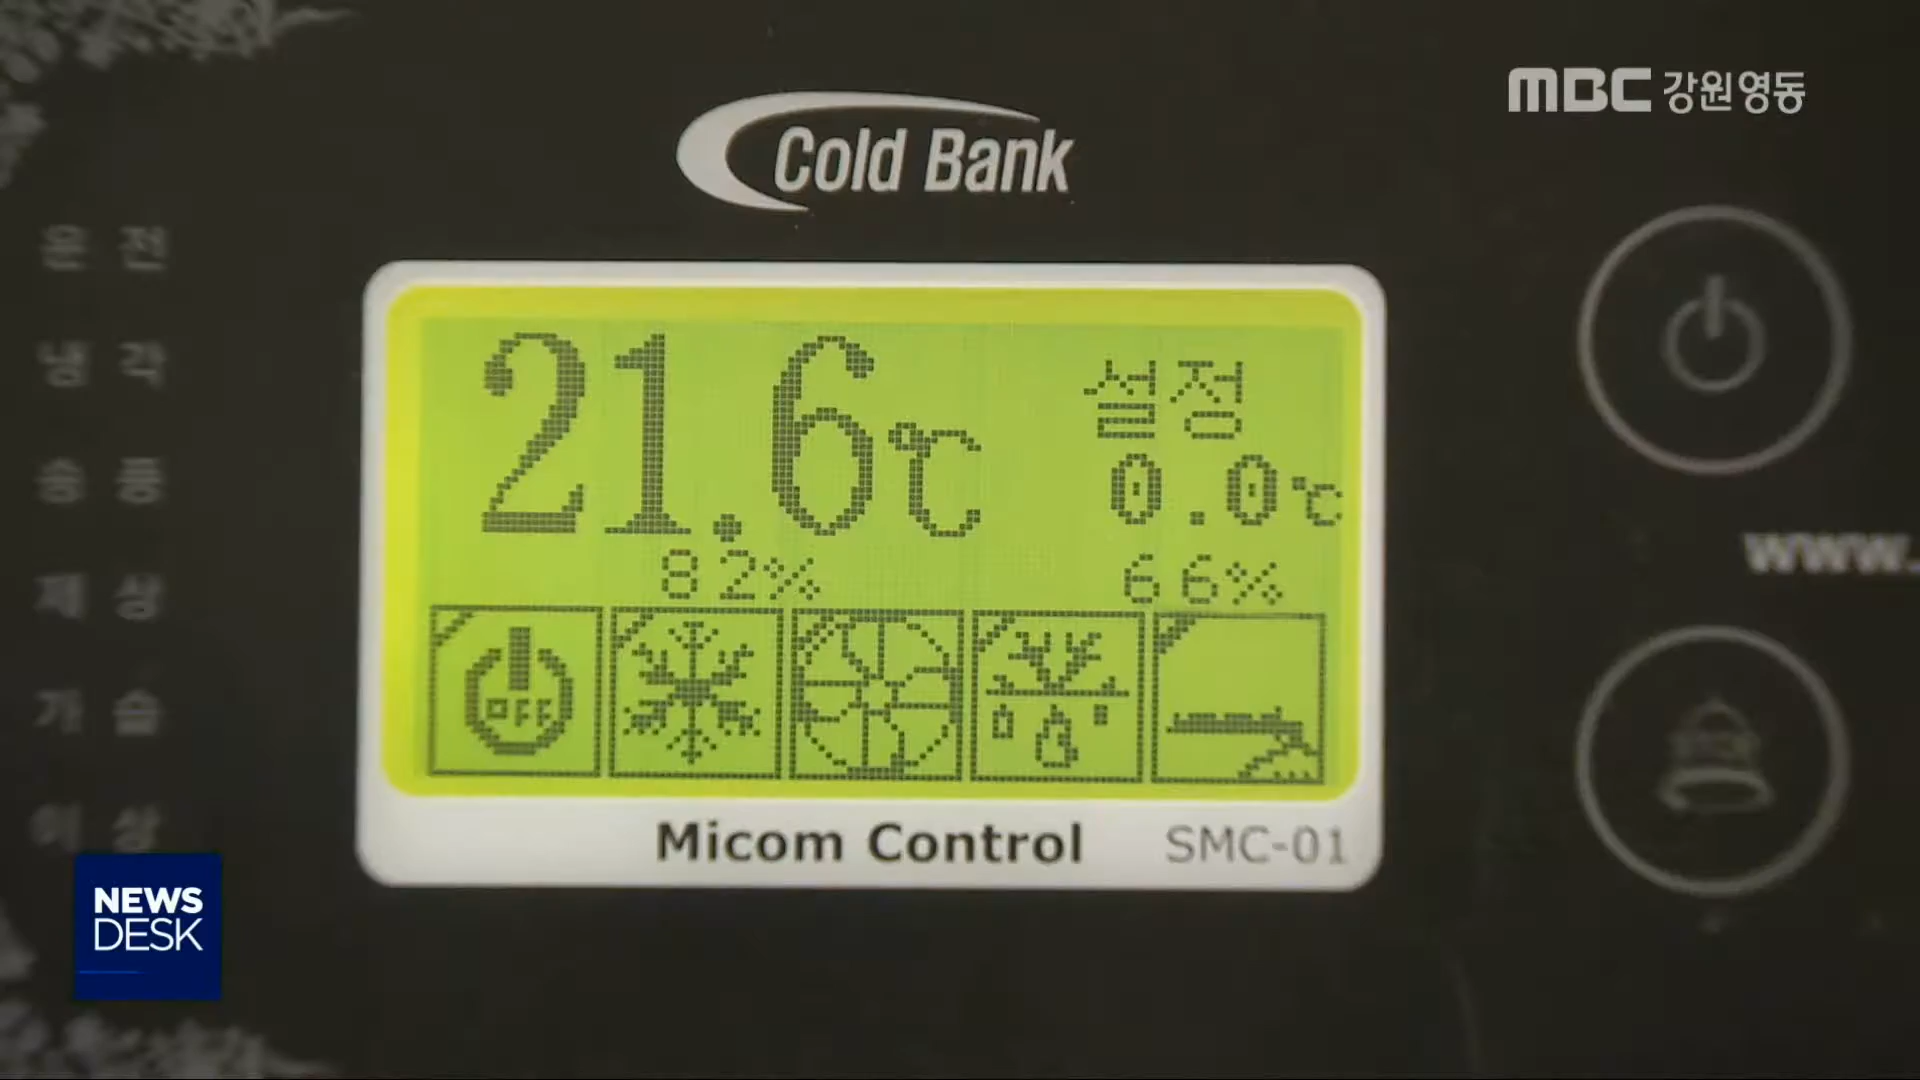 MBC 강원영동
Cold Bank
운 전
냉 각
송 풍
제 상
가 습
이 상
21.6℃
설정
0.0℃
82%
66%
OFF
Micom Control
SMC-01
www.
NEWS
DESK